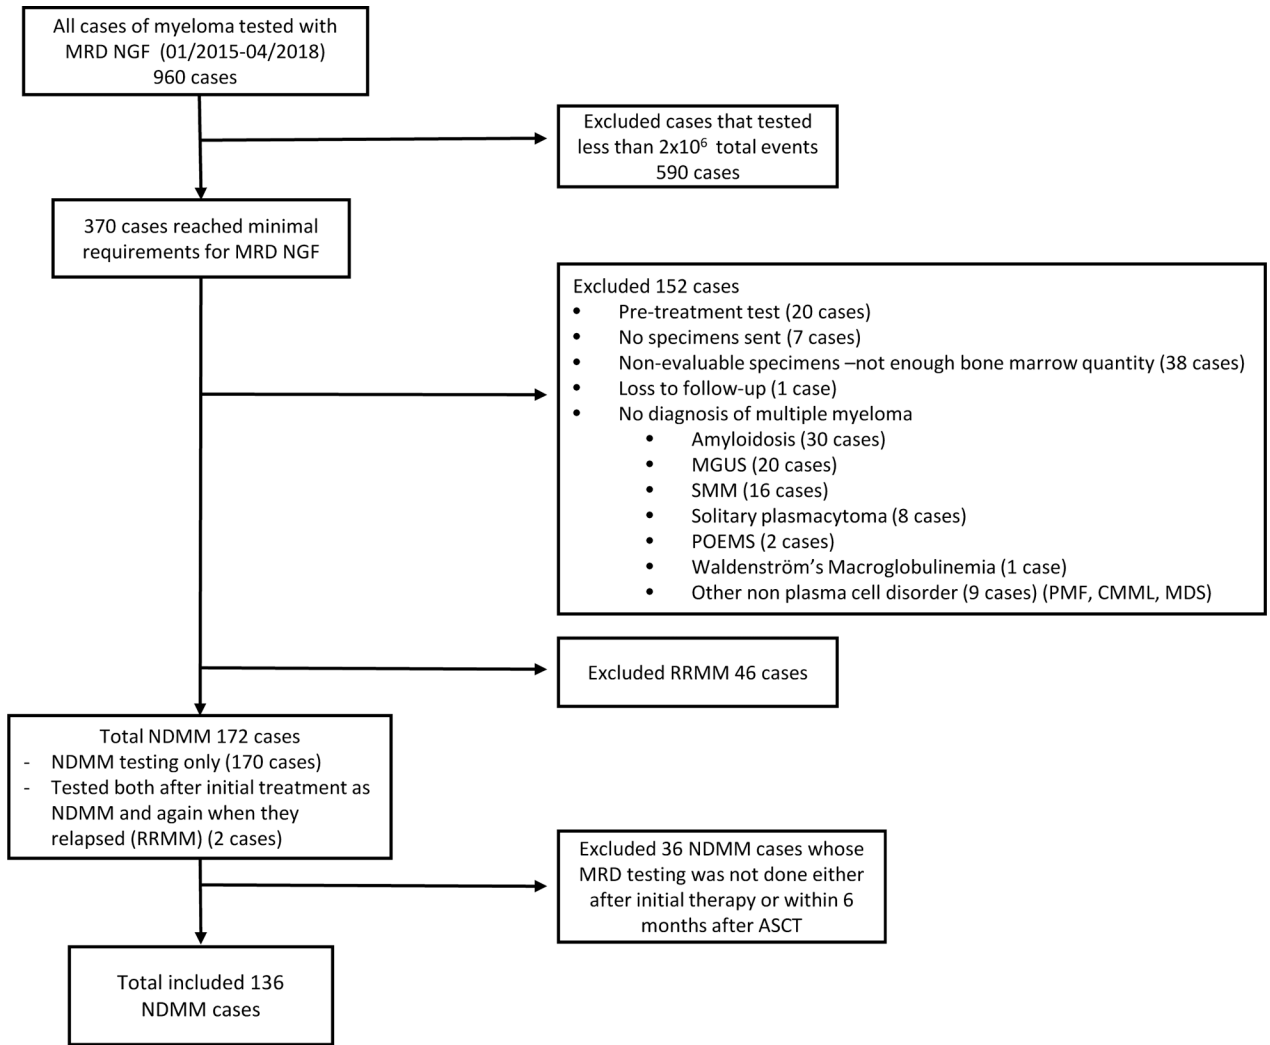 All cases of myeloma tested with
MRD NGF (01/2015-04/2018)
960 cases
Excluded cases that tested
less than 2x10⁶ total events
590 cases
370 cases reached minimal
requirements for MRD NGF
Excluded 152 cases
• Pre-treatment test (20 cases)
• No specimens sent (7 cases)
• Non-evaluable specimens –not enough bone marrow quantity (38 cases)
• Loss to follow-up (1 case)
• No diagnosis of multiple myeloma
• Amyloidosis (30 cases)
• MGUS (20 cases)
• SMM (16 cases)
• Solitary plasmacytoma (8 cases)
• POEMS (2 cases)
• Waldenström’s Macroglobulinemia (1 case)
• Other non plasma cell disorder (9 cases) (PMF, CMML, MDS)
Excluded RRMM 46 cases
Total NDMM 172 cases
- NDMM testing only (170 cases)
- Tested both after initial treatment as
NDMM and again when they
relapsed (RRMM) (2 cases)
Excluded 36 NDMM cases whose
MRD testing was not done either
after initial therapy or within 6
months after ASCT
Total included 136
NDMM cases